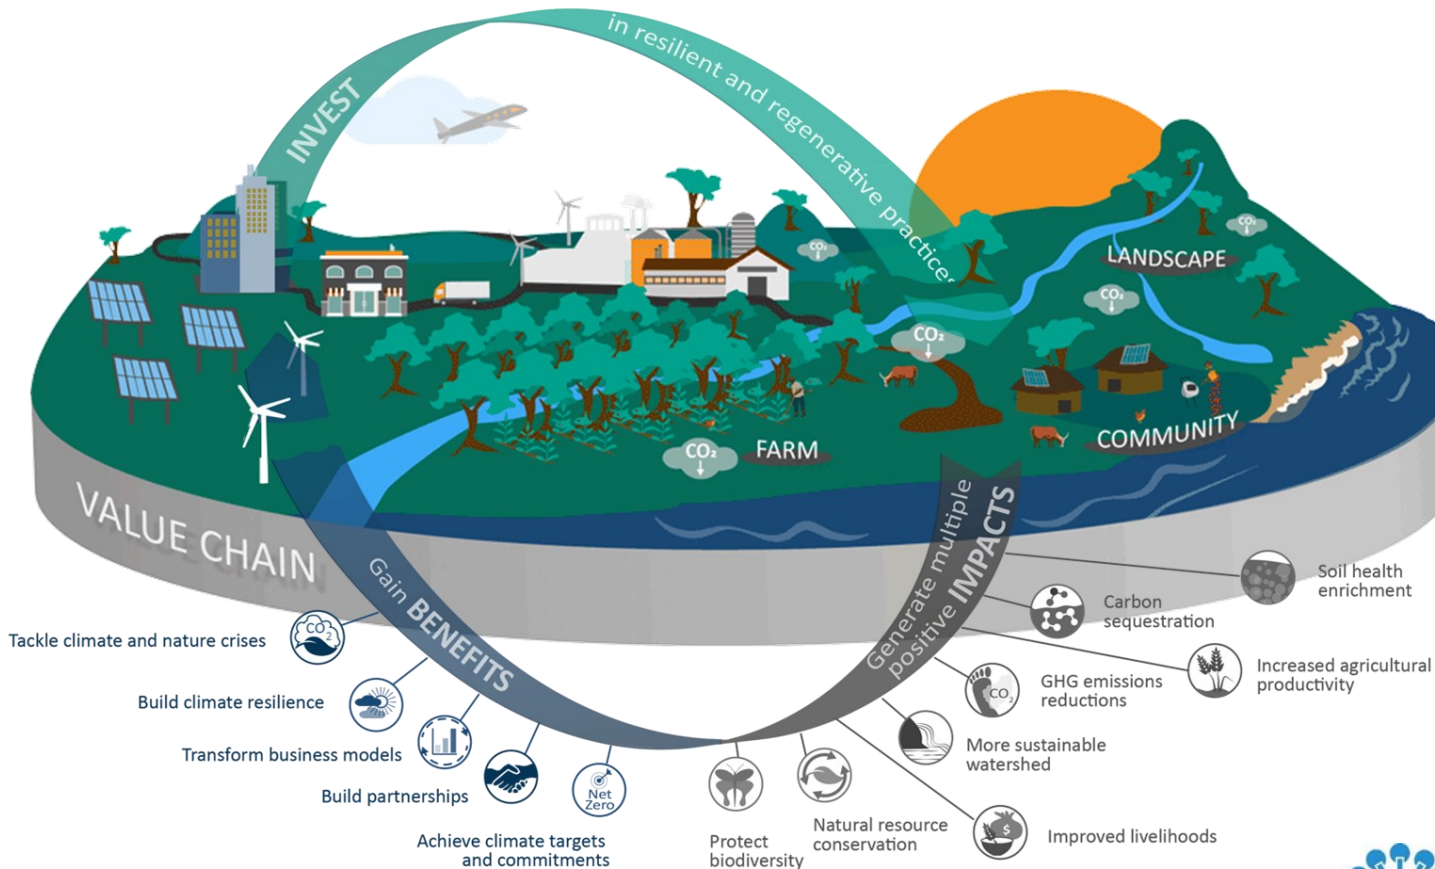 INVEST
in resilient and regenerative practices
CO₂
CO₂
LANDSCAPE
CO₂
CO₂
COMMUNITY
CO₂
FARM
VALUE CHAIN
Generate multiple
positive IMPACTS
Soil health
enrichment
Carbon
sequestration
Increased agricultural
productivity
GHG emissions
reductions
CO₂
More sustainable
watershed
Improved livelihoods
$
Natural resource
conservation
Protect
biodiversity
Gain BENEFITS
CO₂
Tackle climate and nature crises
Build climate resilience
Transform business models
Build partnerships
Net
Zero
Achieve climate targets
and commitments